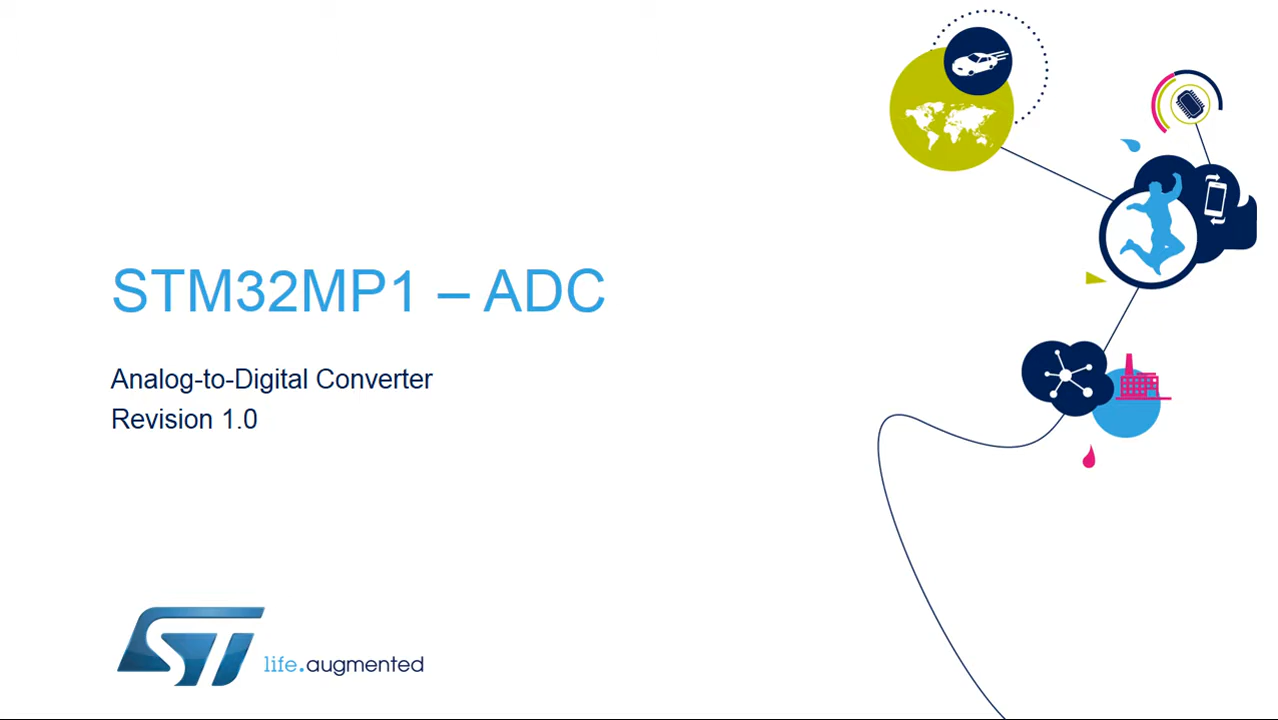 STM32MP1 – ADC
Analog-to-Digital Converter
Revision 1.0
ST
life.augmented